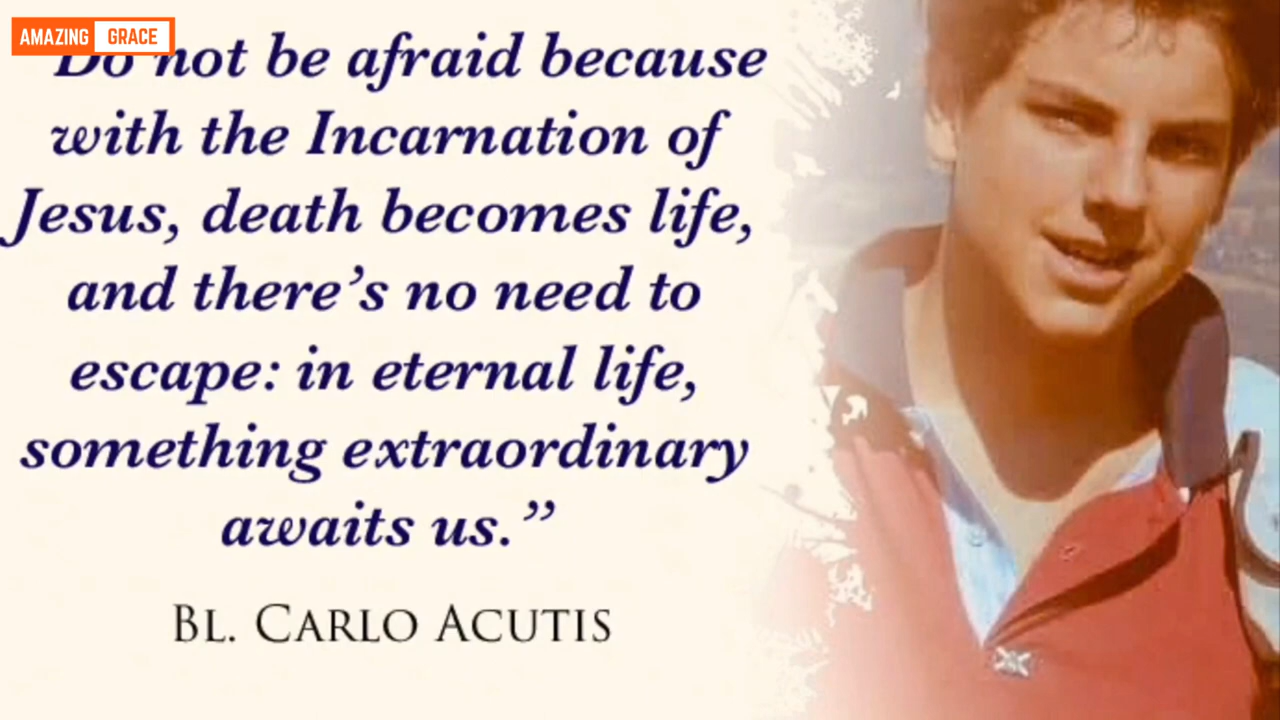 AMAZING GRACE
Do not be afraid because
with the Incarnation of
Jesus, death becomes life,
and there's no need to
escape: in eternal life,
something extraordinary
awaits us.”
BL. CARLO ACUTIS